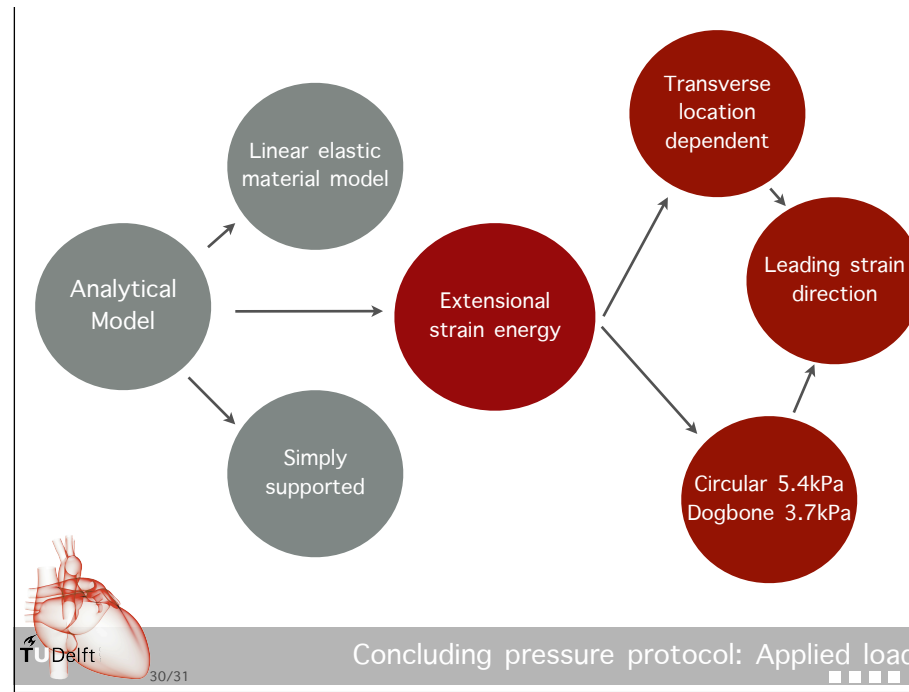 Transverse
location
dependent
Linear elastic
material model
Leading strain
direction
Analytical
Model
Extensional
strain energy
Simply
supported
Circular 5.4kPa
Dogbone 3.7kPa
TUDelft
30/31
Concluding pressure protocol: Applied load